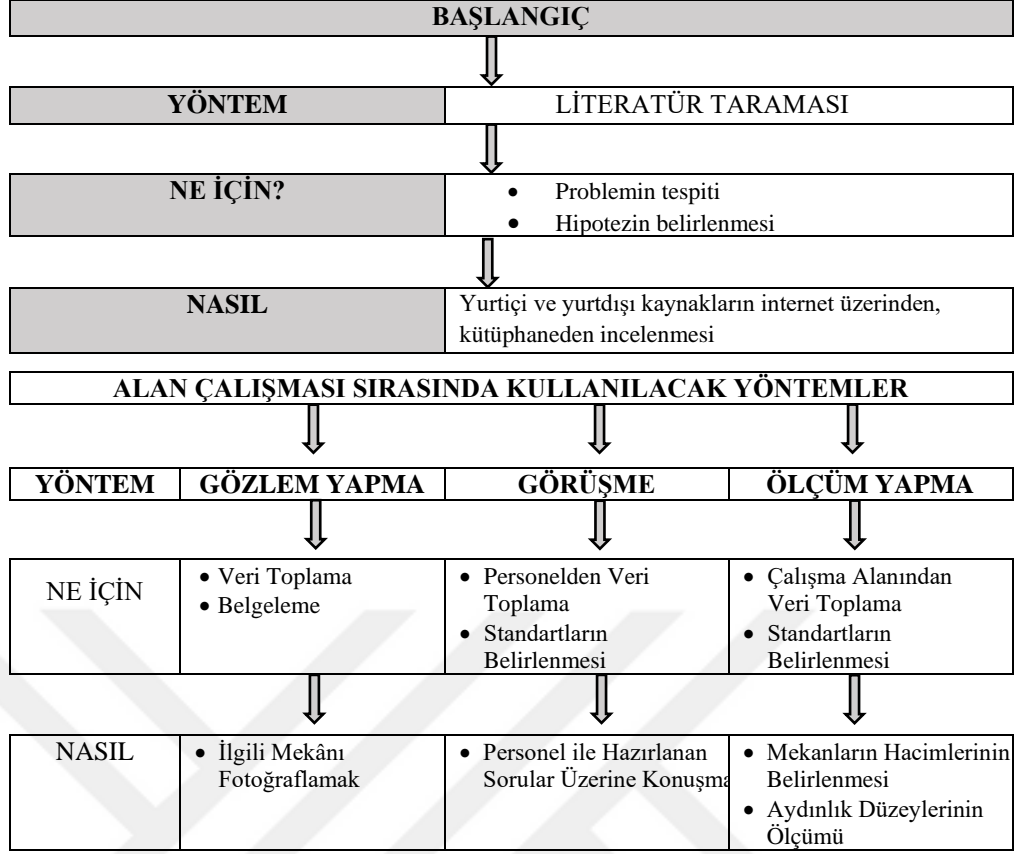 BAŞLANGIÇ
YÖNTEM
LİTERATÜR TARAMASI
NE İÇİN?
• Problemin tespiti
• Hipotezin belirlenmesi
NASIL
Yurtiçi ve yurtdışı kaynakların internet üzerinden,
kütüphaneden incelenmesi
ALAN ÇALIŞMASI SIRASINDA KULLANILACAK YÖNTEMLER
YÖNTEM
GÖZLEM YAPMA
GÖRÜŞME
ÖLÇÜM YAPMA
NE İÇİN
• Veri Toplama
• Belgeleme
• Personelden Veri
Toplama
• Standartların
Belirlenmesi
• Çalışma Alanından
Veri Toplama
• Standartların
Belirlenmesi
NASIL
• İlgili Mekânı
Fotoğraflamak
• Personel ile Hazırlanan
Sorular Üzerine Konuşma
• Mekanların Hacimlerinin
Belirlenmesi
• Aydınlık Düzeylerinin
Ölçümü